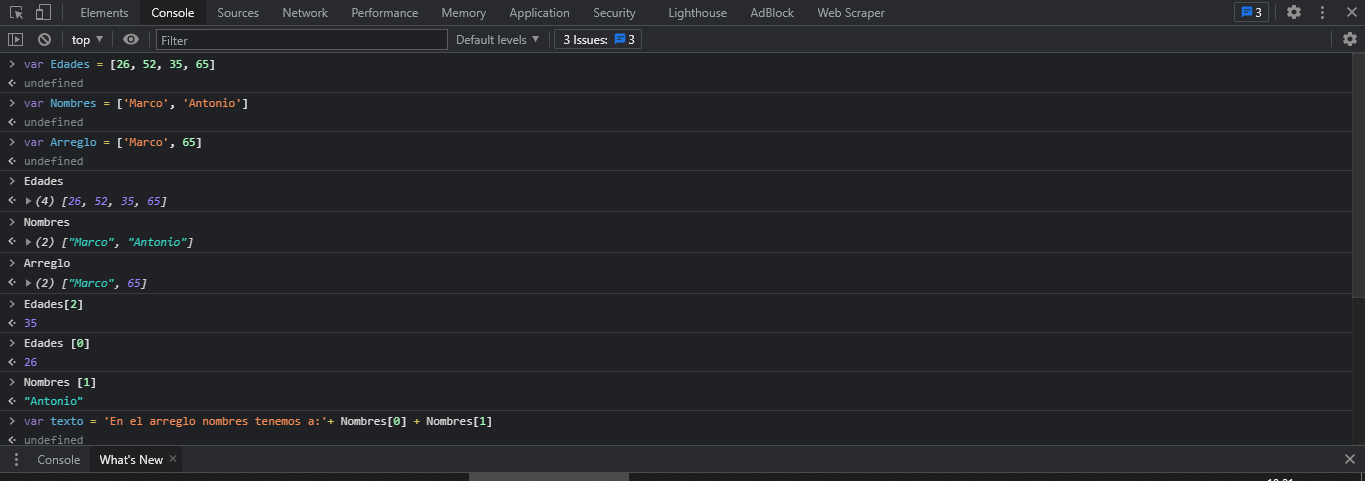 Elements Console Sources Network Performance Memory Application Security Lighthouse AdBlock Web Scraper 3
top Filter Default levels 3 Issues: 3
var Edades = [26, 52, 35, 65]
undefined
var Nombres = ['Marco', 'Antonio']
undefined
var Arreglo = ['Marco', 65]
undefined
Edades
(4) [26, 52, 35, 65]
Nombres
(2) ["Marco", "Antonio"]
Arreglo
(2) ["Marco", 65]
Edades[2]
35
Edades [0]
26
Nombres [1]
"Antonio"
var texto = 'En el arreglo nombres tenemos a:'+ Nombres[0] + Nombres[1]
undefined
Console What's New